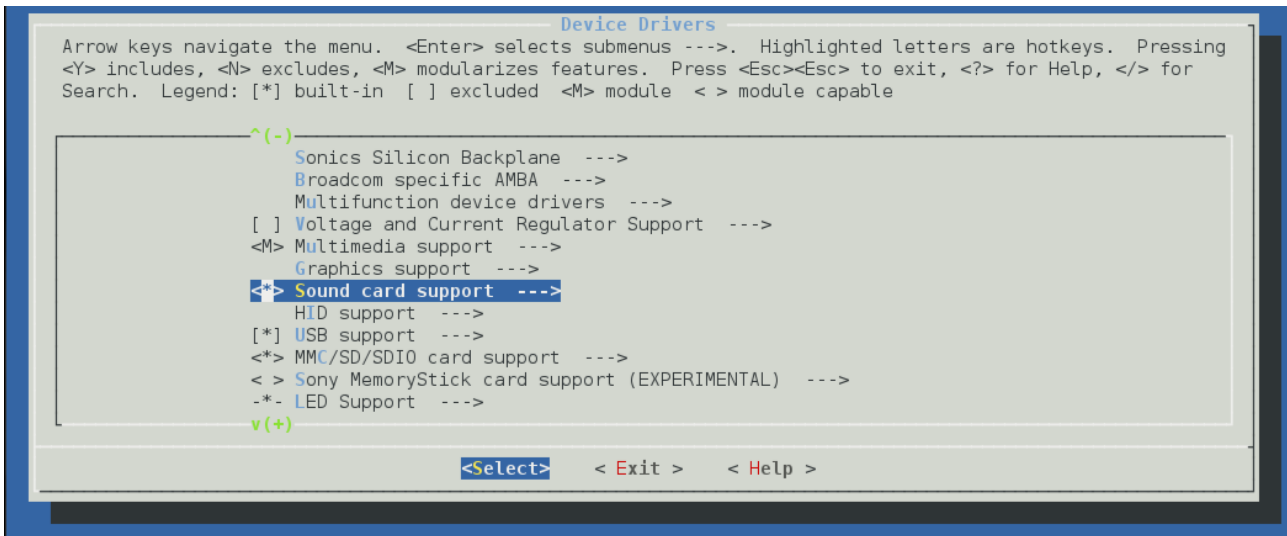 Device Drivers
Arrow keys navigate the menu.  <Enter> selects submenus --->.  Highlighted letters are hotkeys.  Pressing
<Y> includes, <N> excludes, <M> modularizes features.  Press <Esc><Esc> to exit, <?> for Help, </> for
Search.  Legend: [*] built-in  [ ] excluded  <M> module  < > module capable
^(-)
Sonics Silicon Backplane  --->
Broadcom specific AMBA  --->
Multifunction device drivers  --->
[ ] Voltage and Current Regulator Support  --->
<M> Multimedia support  --->
Graphics support  --->
<*> Sound card support  --->
HID support  --->
[*] USB support  --->
<*> MMC/SD/SDIO card support  --->
< > Sony MemoryStick card support (EXPERIMENTAL)  --->
-*- LED Support  --->
v(+)
<Select>    < Exit >    < Help >